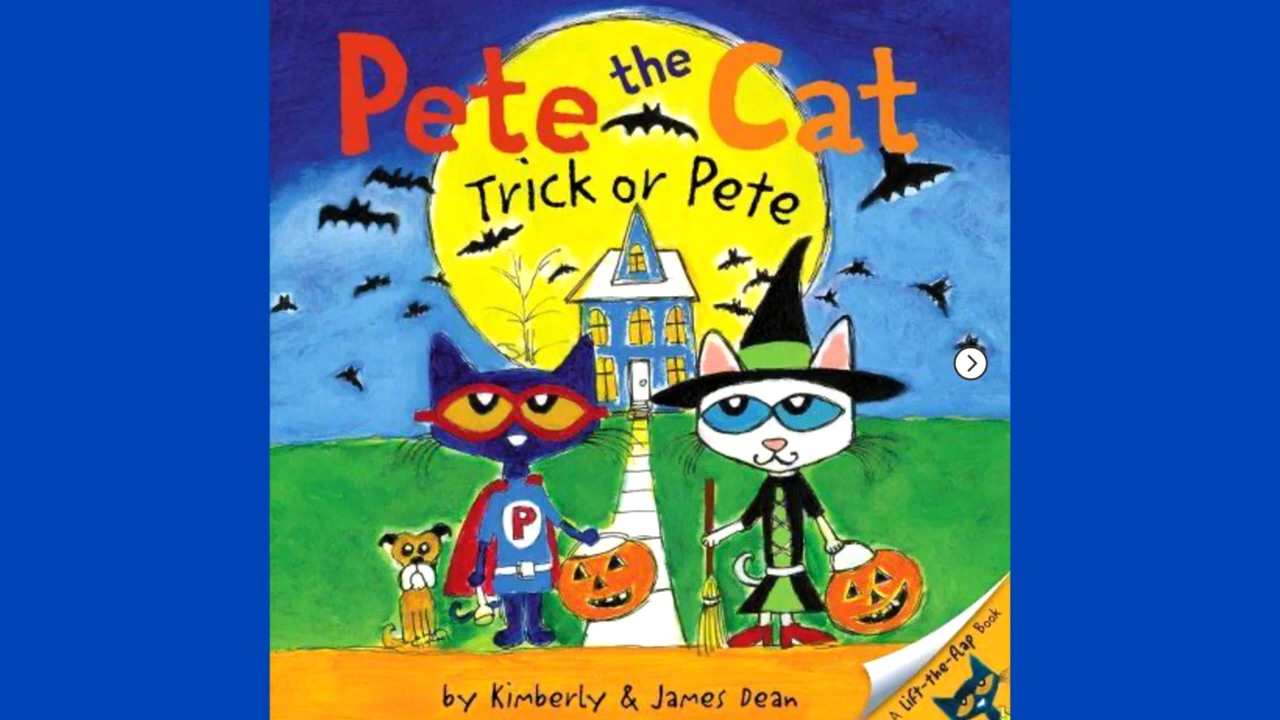 Pete the Cat
Trick or Pete
P
by Kimberly & James Dean
A Lift-the-Flap Book